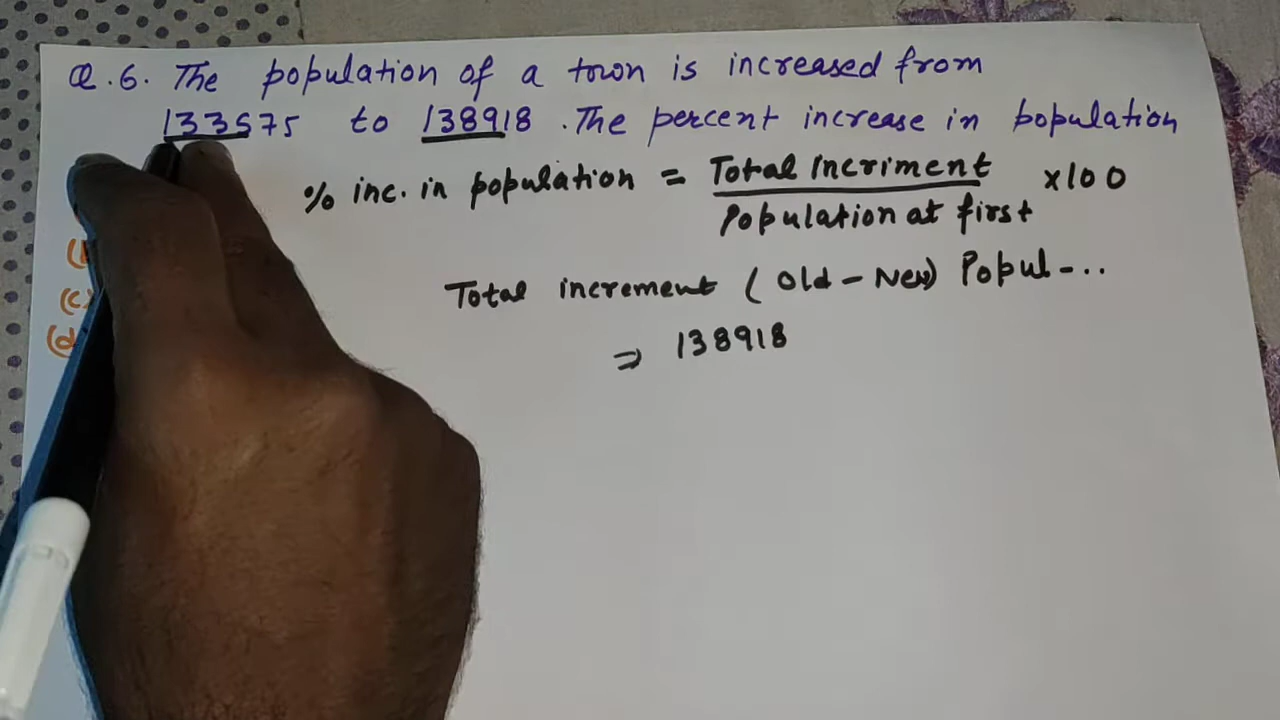 Q.6. The population of a town is increased from
133575 to 138918. The percent increase in population
% inc. in population = Total Incriment / Population at first × 100
Total increment (Old - New) Popul-...
⇒ 138918
(c)
(d)